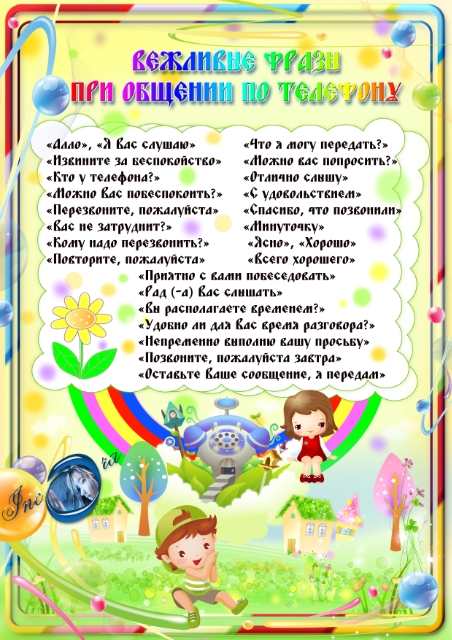 ВЕЖЛИВЫЕ ФРАЗЫ
ПРИ ОБЩЕНИИ ПО ТЕЛЕФОНУ
«Алло», «Я Вас слушаю»
«Извините за беспокойство»
«Кто у телефона?»
«Можно Вас побеспокоить?»
«Перезвоните, пожалуйста»
«Вас не затруднит?»
«Кому надо перезвонить?»
«Повторите, пожалуйста»
«Что я могу передать?»
«Можно вас попросить?»
«Отлично слышу»
«С удовольствием»
«Спасибо, что позвонили»
«Минуточку»
«Ясно», «Хорошо»
«Всего хорошего»
«Приятно с вами побеседовать»
«Рад (-а) Вас слышать»
«Вы располагаете временем?»
«Удобно ли для Вас время разговора?»
«Непременно выполню вашу просьбу»
«Позвоните, пожалуйста завтра»
«Оставьте Ваше сообщение, я передам»